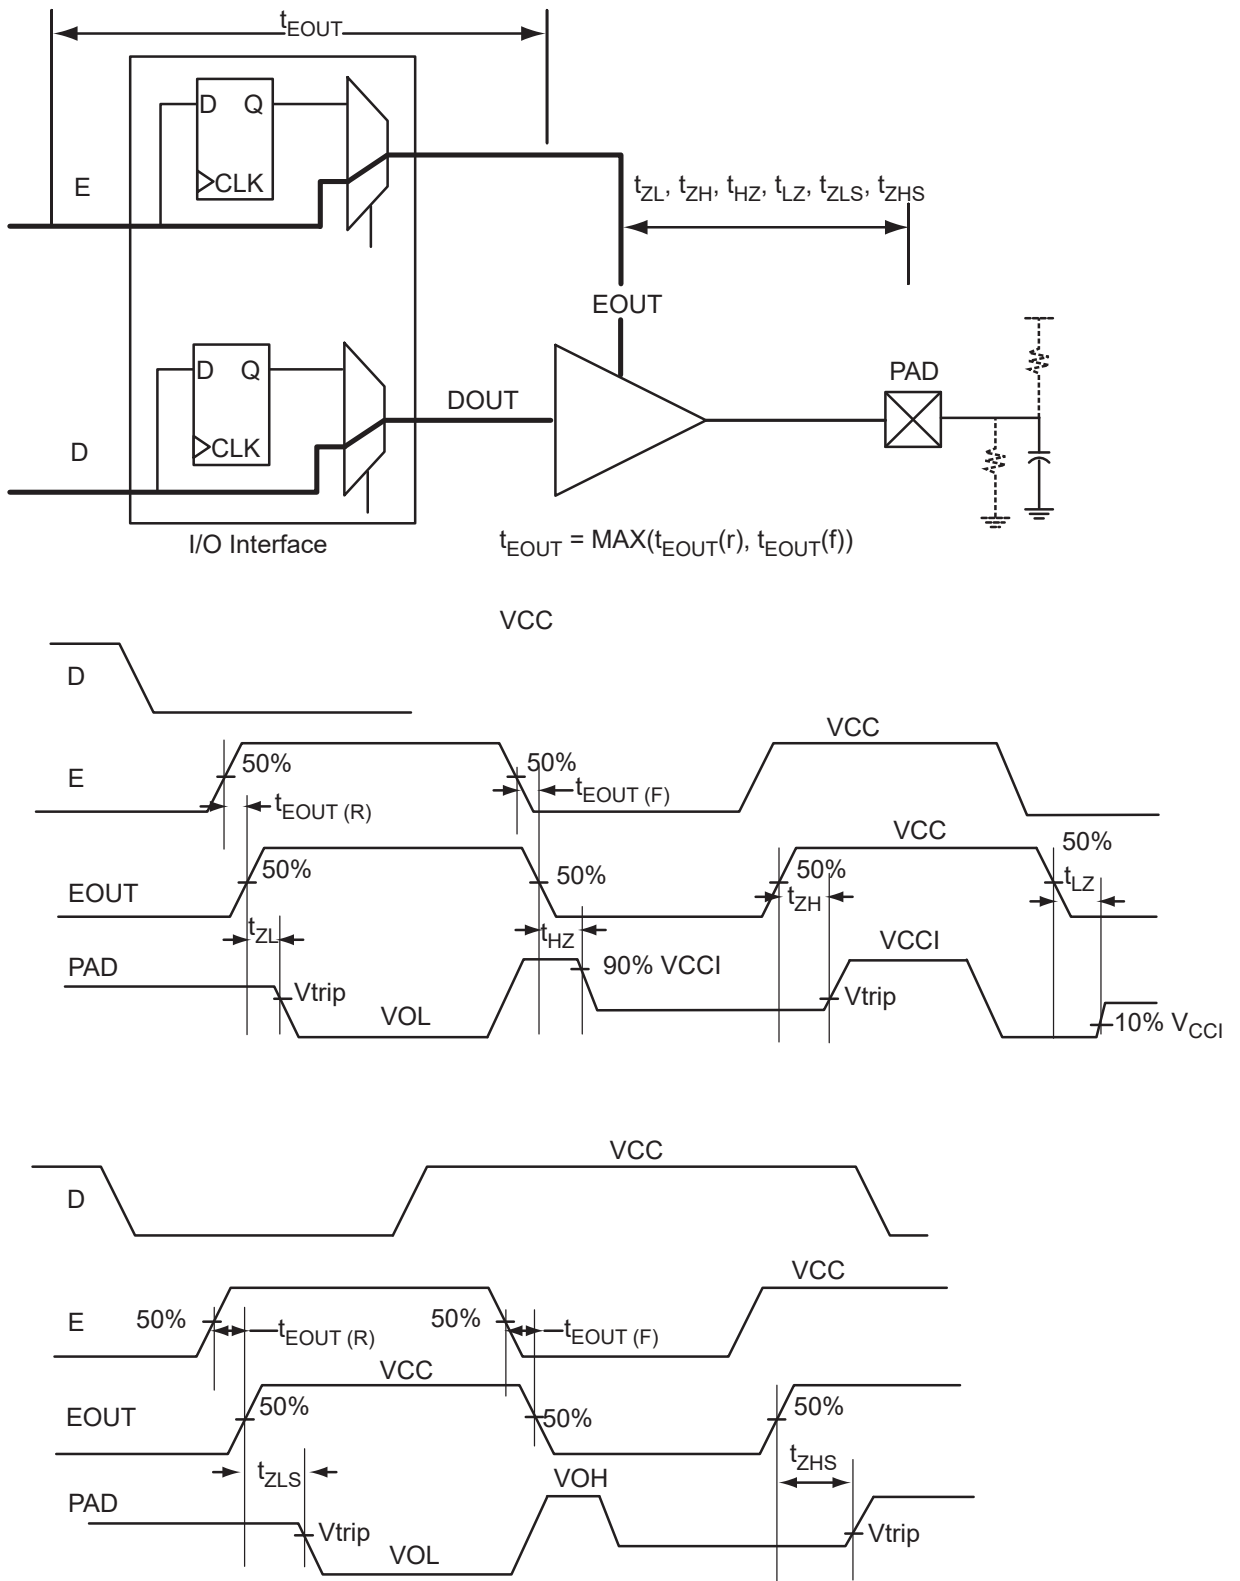 tEOUT
D Q
CLK
E
tZL, tZH, tHZ, tLZ, tZLS, tZHS
EOUT
D Q
CLK
DOUT
PAD
D
I/O Interface
tEOUT = MAX(tEOUT(r), tEOUT(f))
VCC
D
VCC
E
50%
50%
tEOUT (R)
tEOUT (F)
VCC
50%
EOUT
50%
50%
50%
tZL
tHZ
tZH
tLZ
PAD
VCCI
90% VCCI
Vtrip
Vtrip
VOL
10% VCCI
VCC
D
VCC
E
50%
50%
tEOUT (R)
tEOUT (F)
VCC
EOUT
50%
50%
50%
tZLS
tZHS
PAD
VOH
Vtrip
Vtrip
VOL